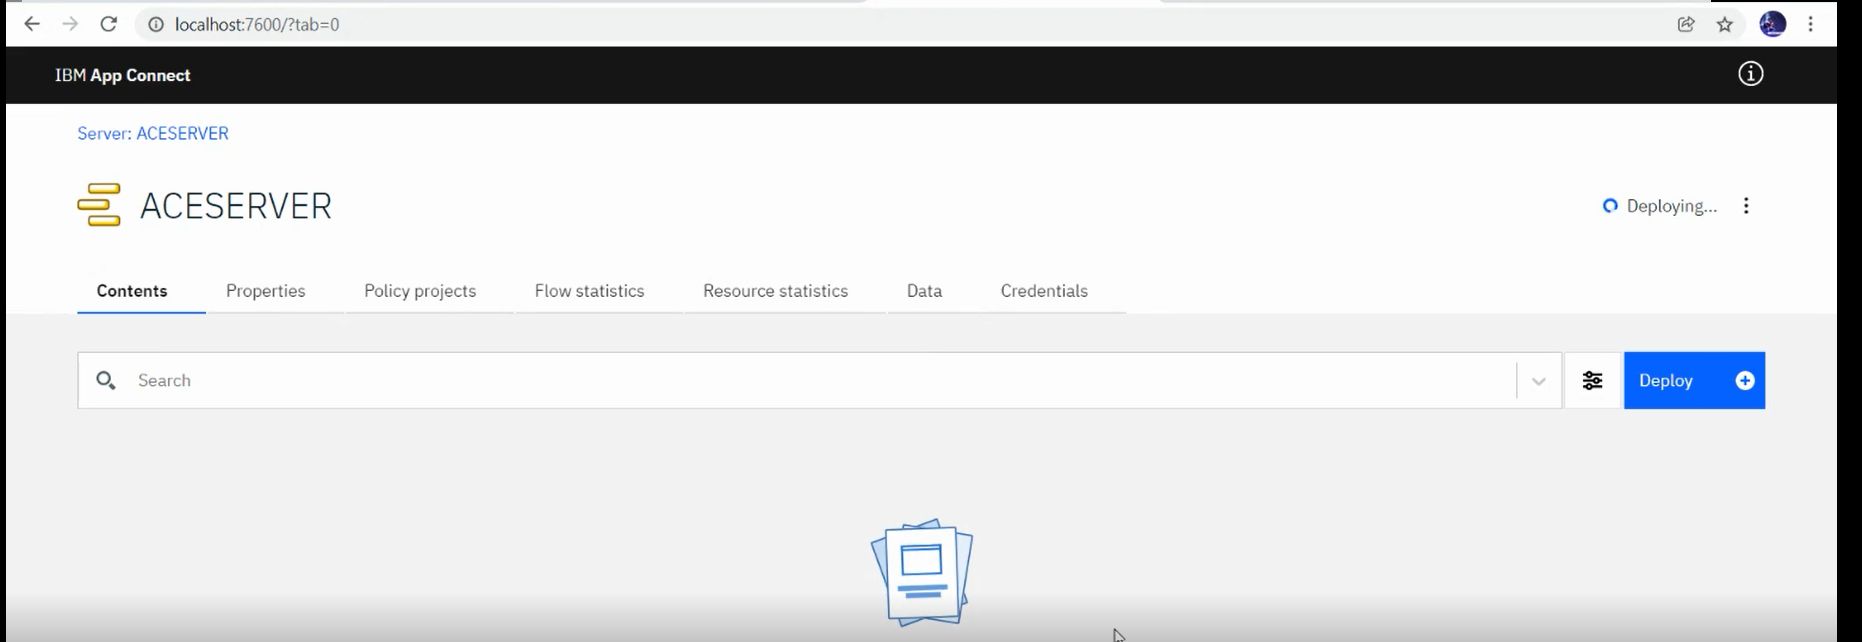 localhost:7600/?tab=0
IBM App Connect
Server: ACESERVER
ACESERVER
Deploying...
Contents Properties Policy projects Flow statistics Resource statistics Data Credentials
Search Deploy